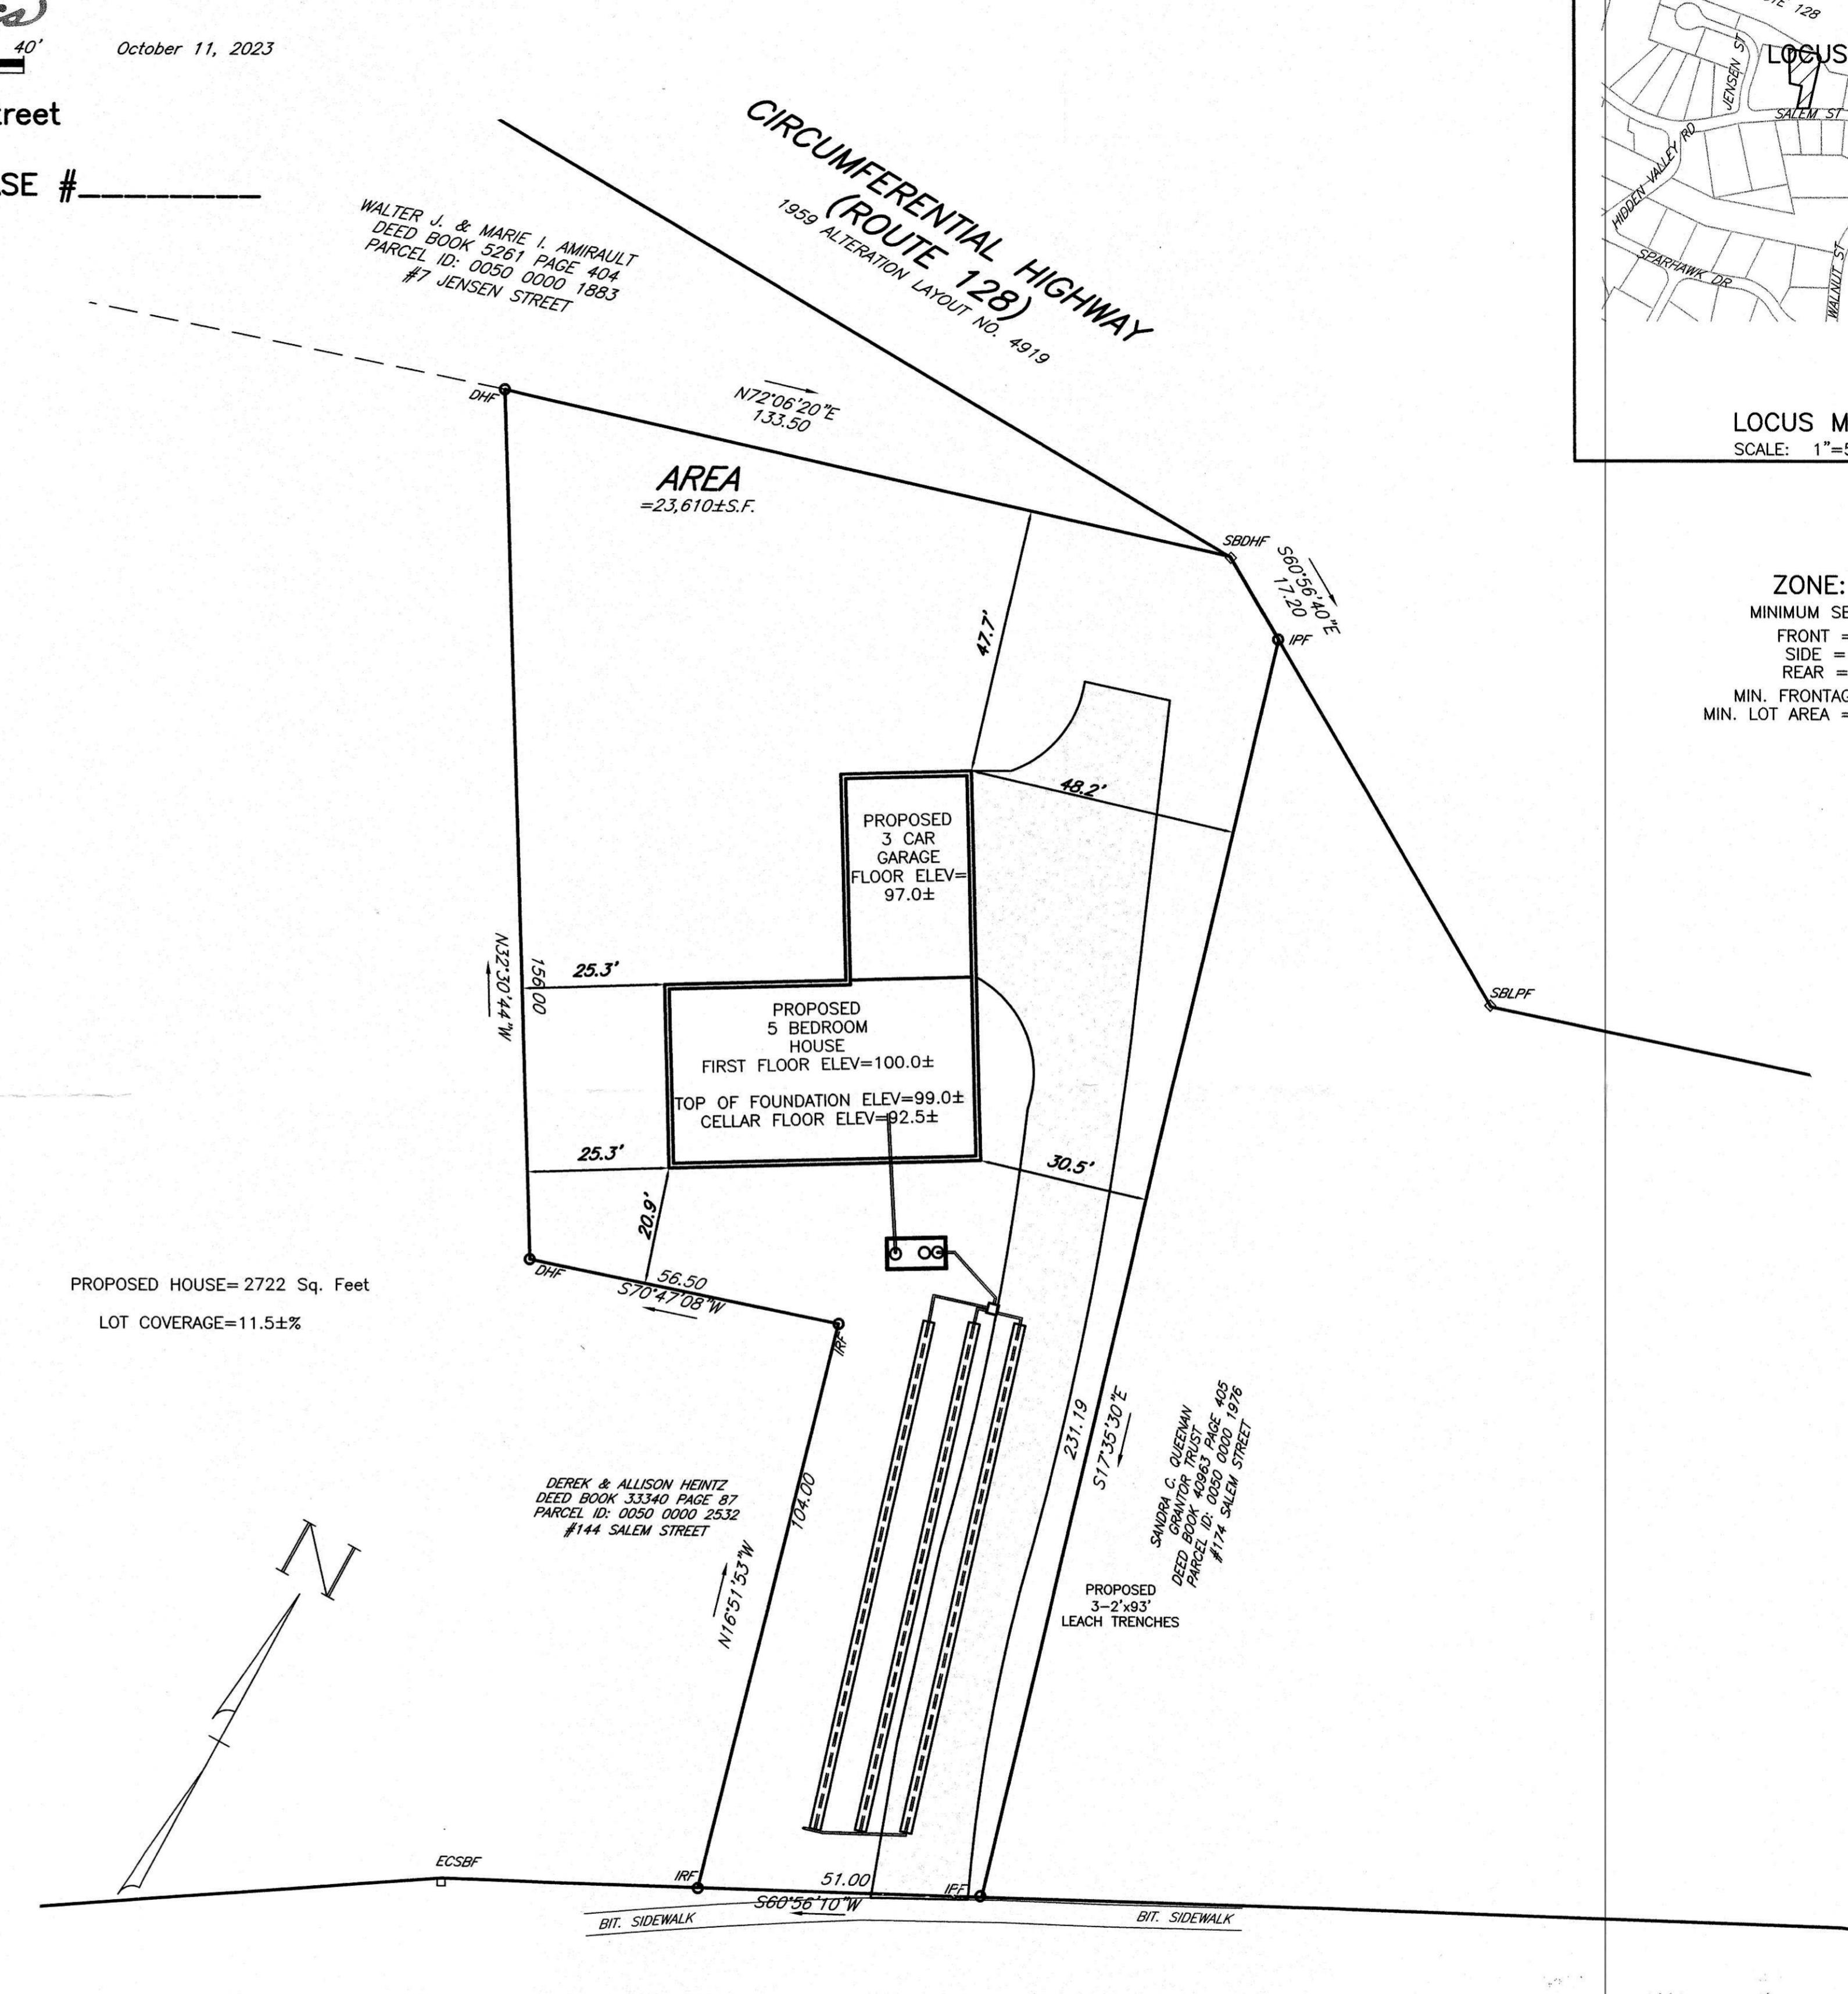 40'
October 11, 2023
#_________
WALTER J. & MARIE I. AMIRAULT
DEED BOOK 5261 PAGE 404
PARCEL ID: 0050 0000 1883
#7 JENSEN STREET
CIRCUMFERENTIAL HIGHWAY
(ROUTE 128)
1959 ALTERATION LAYOUT NO. 4919
128
LOCUS
JENSEN ST
SALEM ST
HIDDEN VALLEY RD
SPARHAWK DR
WALNUT ST
LOCUS M
SCALE: 1"=5
DHF
N72°06'20"E
133.50
AREA
=23,610±S.F.
SBDHF
S60°56'40"E
17.20
IPF
ZONE:
MINIMUM SE
FRONT =
SIDE =
REAR =
MIN. FRONTAG
MIN. LOT AREA =
47.7'
48.2'
PROPOSED
3 CAR
GARAGE
FLOOR ELEV=
97.0±
N32°30'44"W
156.00
25.3'
SBLPF
PROPOSED
5 BEDROOM
HOUSE
FIRST FLOOR ELEV=100.0±
TOP OF FOUNDATION ELEV=99.0±
CELLAR FLOOR ELEV=92.5±
25.3'
30.5'
20.9'
DHF
56.50
S70°47'08"W
IRF
PROPOSED HOUSE= 2722 Sq. Feet
LOT COVERAGE=11.5±%
231.19
S17°35'30"E
SANDRA C. QUEENAN
GRANTOR TRUST
DEED BOOK 40963 PAGE 405
PARCEL ID: 0050 0000 1976
#174 SALEM STREET
DEREK & ALLISON HEINTZ
DEED BOOK 33340 PAGE 87
PARCEL ID: 0050 0000 2532
#144 SALEM STREET
104.00
N16°51'53"W
N
PROPOSED
3-2'x93'
LEACH TRENCHES
ECSBF
IRF
51.00
IPF
S60°56'10"W
BIT. SIDEWALK
BIT. SIDEWALK